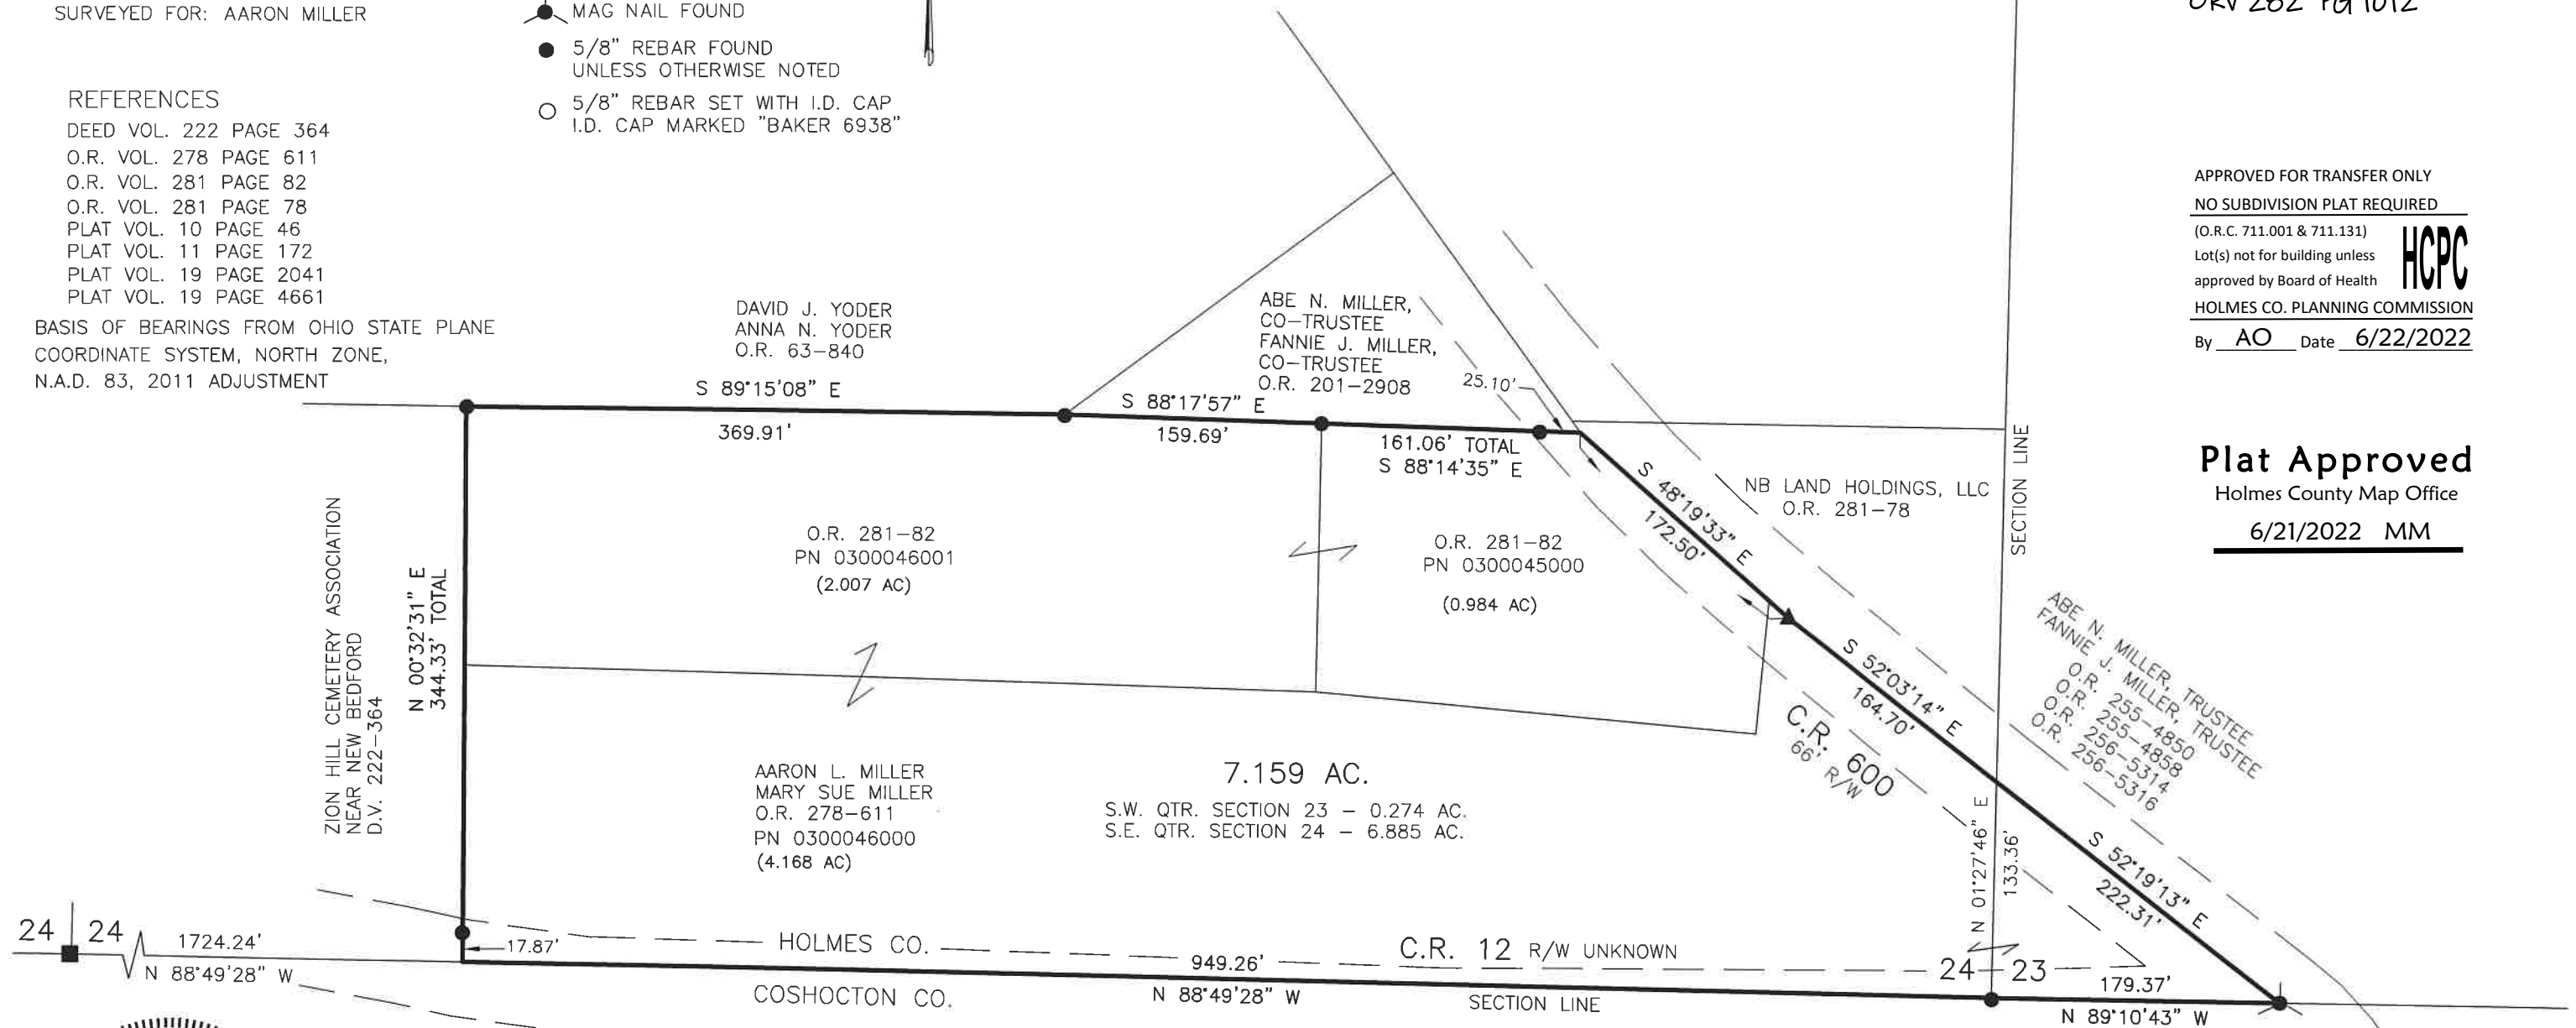 SURVEYED FOR: AARON MILLER
MAG NAIL FOUND
5/8" REBAR FOUND
UNLESS OTHERWISE NOTED
5/8" REBAR SET WITH I.D. CAP
I.D. CAP MARKED "BAKER 6938"
REFERENCES
DEED VOL. 222 PAGE 364
O.R. VOL. 278 PAGE 611
O.R. VOL. 281 PAGE 82
O.R. VOL. 281 PAGE 78
PLAT VOL. 10 PAGE 46
PLAT VOL. 11 PAGE 172
PLAT VOL. 19 PAGE 2041
PLAT VOL. 19 PAGE 4661
BASIS OF BEARINGS FROM OHIO STATE PLANE
COORDINATE SYSTEM, NORTH ZONE,
N.A.D. 83, 2011 ADJUSTMENT
ORV 282 PG 1012
APPROVED FOR TRANSFER ONLY
NO SUBDIVISION PLAT REQUIRED
(O.R.C. 711.001 & 711.131)
Lot(s) not for building unless
approved by Board of Health
HCPC
HOLMES CO. PLANNING COMMISSION
By AO Date 6/22/2022
Plat Approved
Holmes County Map Office
6/21/2022 MM
DAVID J. YODER
ANNA N. YODER
O.R. 63-840
S 89°15'08" E
369.91'
ABE N. MILLER,
CO-TRUSTEE
FANNIE J. MILLER,
CO-TRUSTEE
O.R. 201-2908
25.10'
S 88°17'57" E
159.69'
161.06' TOTAL
S 88°14'35" E
S 48°19'33" E
172.50'
NB LAND HOLDINGS, LLC
O.R. 281-78
SECTION LINE
ZION HILL CEMETERY ASSOCIATION
NEAR NEW BEDFORD
D.V. 222-364
N 00°32'31" E
344.33' TOTAL
O.R. 281-82
PN 0300046001
(2.007 AC)
O.R. 281-82
PN 0300045000
(0.984 AC)
S 52°03'14" E
164.70'
C.R. 600
66' R/W
ABE N. MILLER, TRUSTEE
FANNIE J. MILLER, TRUSTEE
O.R. 255-4850
O.R. 255-4858
O.R. 256-5314
O.R. 256-5316
AARON L. MILLER
MARY SUE MILLER
O.R. 278-611
PN 0300046000
(4.168 AC)
7.159 AC.
S.W. QTR. SECTION 23 - 0.274 AC.
S.E. QTR. SECTION 24 - 6.885 AC.
N 01°27'46" E
133.36'
S 52°19'13" E
222.31'
24 24
1724.24'
N 88°49'28" W
17.87'
HOLMES CO.
COSHOCTON CO.
949.26'
N 88°49'28" W
C.R. 12 R/W UNKNOWN
SECTION LINE
24 23
179.37'
N 89°10'43" W